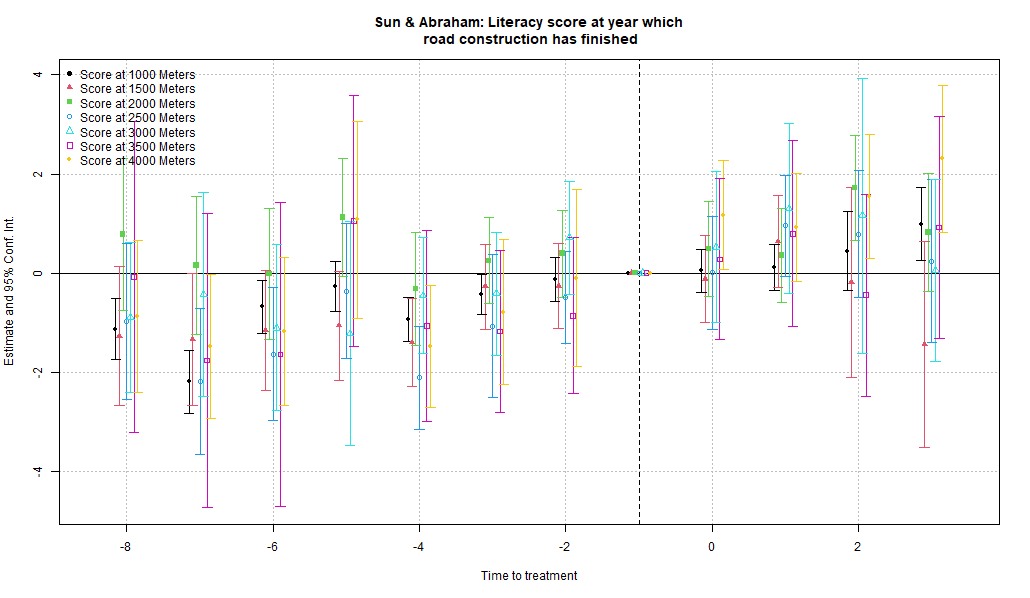 Sun & Abraham: Literacy score at year which
road construction has finished
Score at 1000 Meters
Score at 1500 Meters
Score at 2000 Meters
Score at 2500 Meters
Score at 3000 Meters
Score at 3500 Meters
Score at 4000 Meters
Estimate and 95% Conf. Int.
4
2
0
-2
-4
-8
-6
-4
-2
0
2
Time to treatment